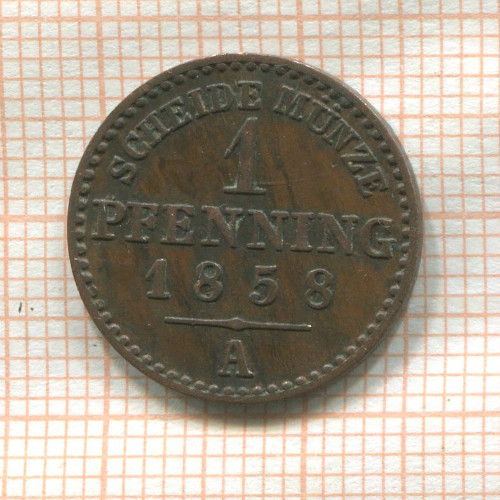 SCHEIDE MÜNZE
1
PFENNING
1858
A